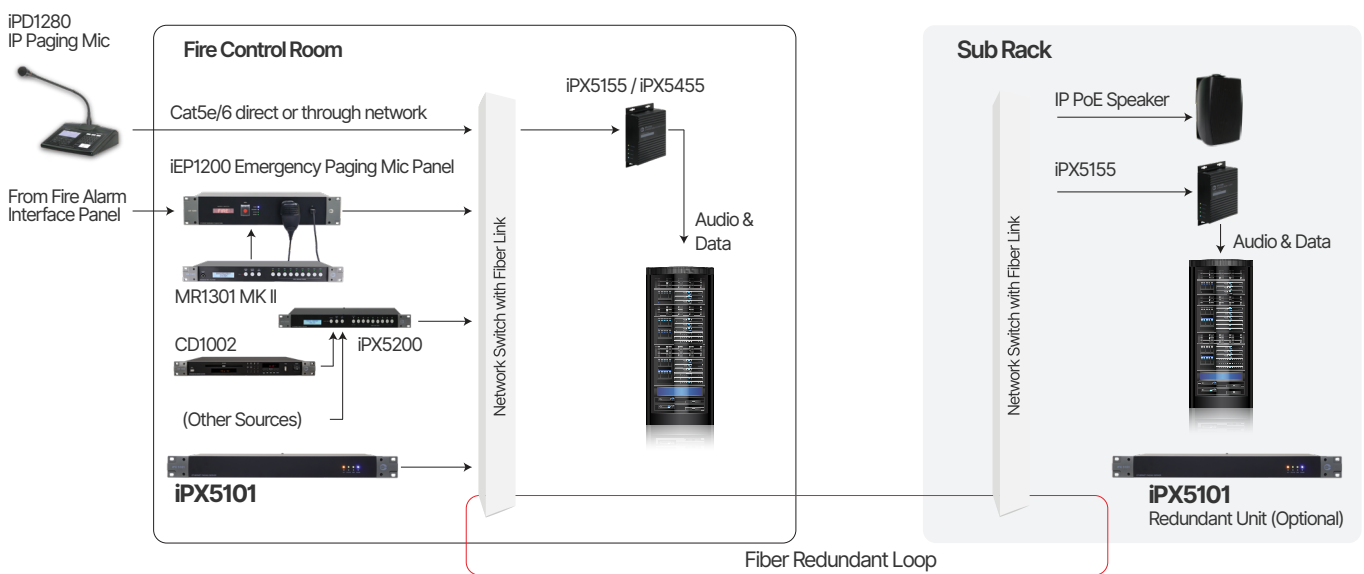 iPD1280
IP Paging Mic
Fire Control Room
Cat5e/6 direct or through network
iEP1200 Emergency Paging Mic Panel
From Fire Alarm
Interface Panel
MR1301 MK II
CD1002
iPX5200
(Other Sources)
iPX5101
Network Switch with Fiber Link
iPX5155 / iPX5455
Audio &
Data
Sub Rack
Network Switch with Fiber Link
IP PoE Speaker
iPX5155
Audio & Data
iPX5101
Redundant Unit (Optional)
Fiber Redundant Loop